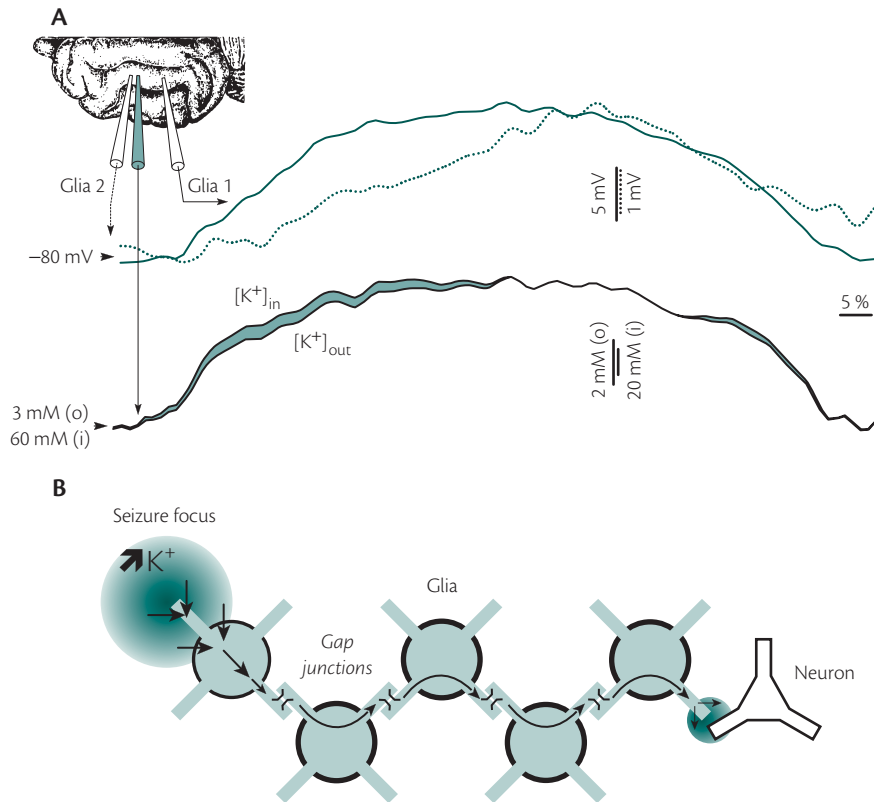 A
Glia 2
Glia 1
−80 mV
5 mV
1 mV
5 %
[K⁺]in
[K⁺]out
2 mM (o)
20 mM (i)
3 mM (o)
60 mM (i)
B
Seizure focus
K⁺
Glia
Gap
junctions
Neuron